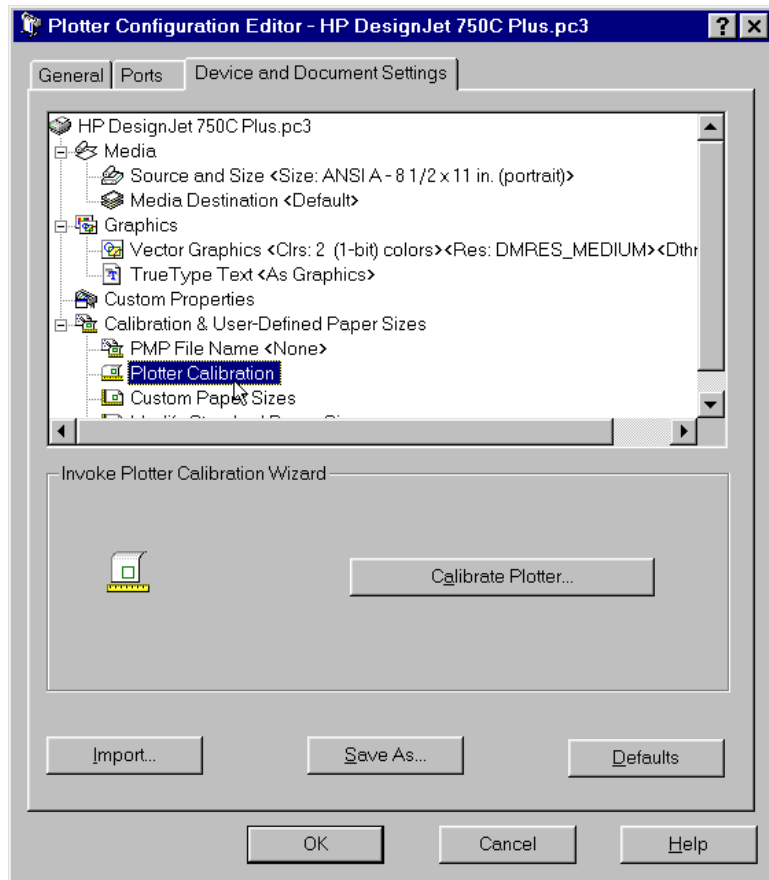 Plotter Configuration Editor - HP DesignJet 750C Plus.pc3
General Ports Device and Document Settings
HP DesignJet 750C Plus.pc3
Media
Source and Size <Size: ANSI A - 8 1/2 x 11 in. (portrait)>
Media Destination <Default>
Graphics
Vector Graphics <Clrs: 2 (1-bit) colors><Res: DMRES_MEDIUM><Dthr
TrueType Text <As Graphics>
Custom Properties
Calibration & User-Defined Paper Sizes
PMP File Name <None>
Plotter Calibration
Custom Paper Sizes
Invoke Plotter Calibration Wizard
Calibrate Plotter...
Import... Save As... Defaults
OK Cancel Help